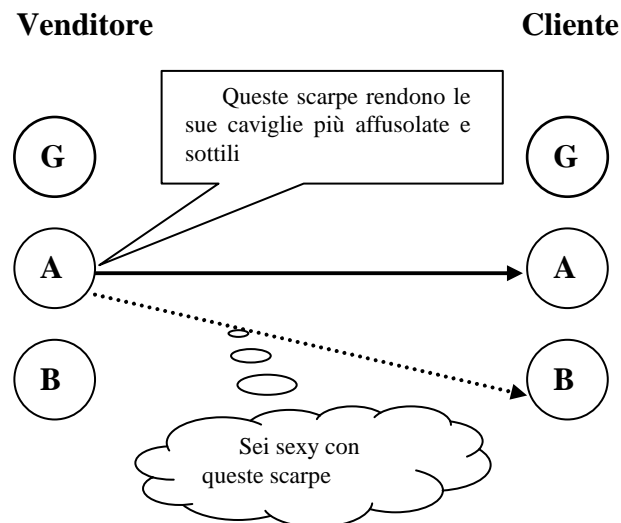 Venditore Cliente
Queste scarpe rendono le
sue caviglie più affusolate e
sottili
G G
A A
B B
Sei sexy con
queste scarpe